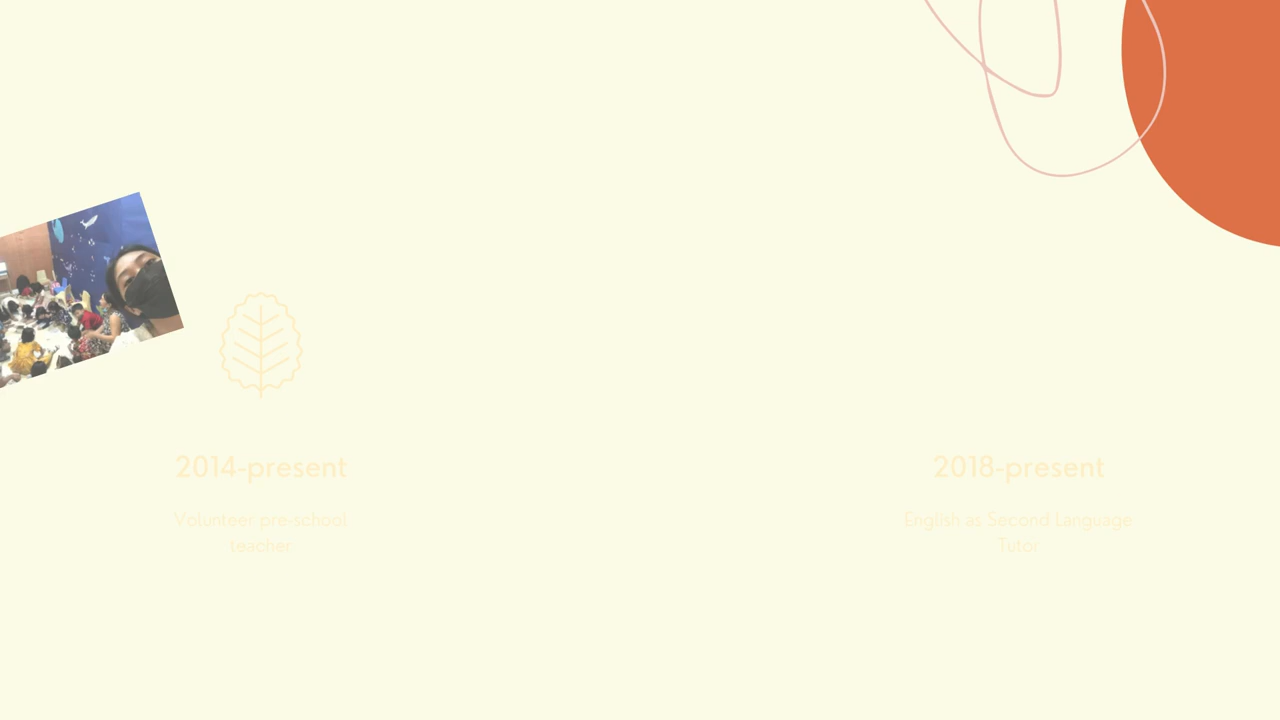 2014-present
Volunteer pre-school
teacher
2018-present
English as Second Language
Tutor